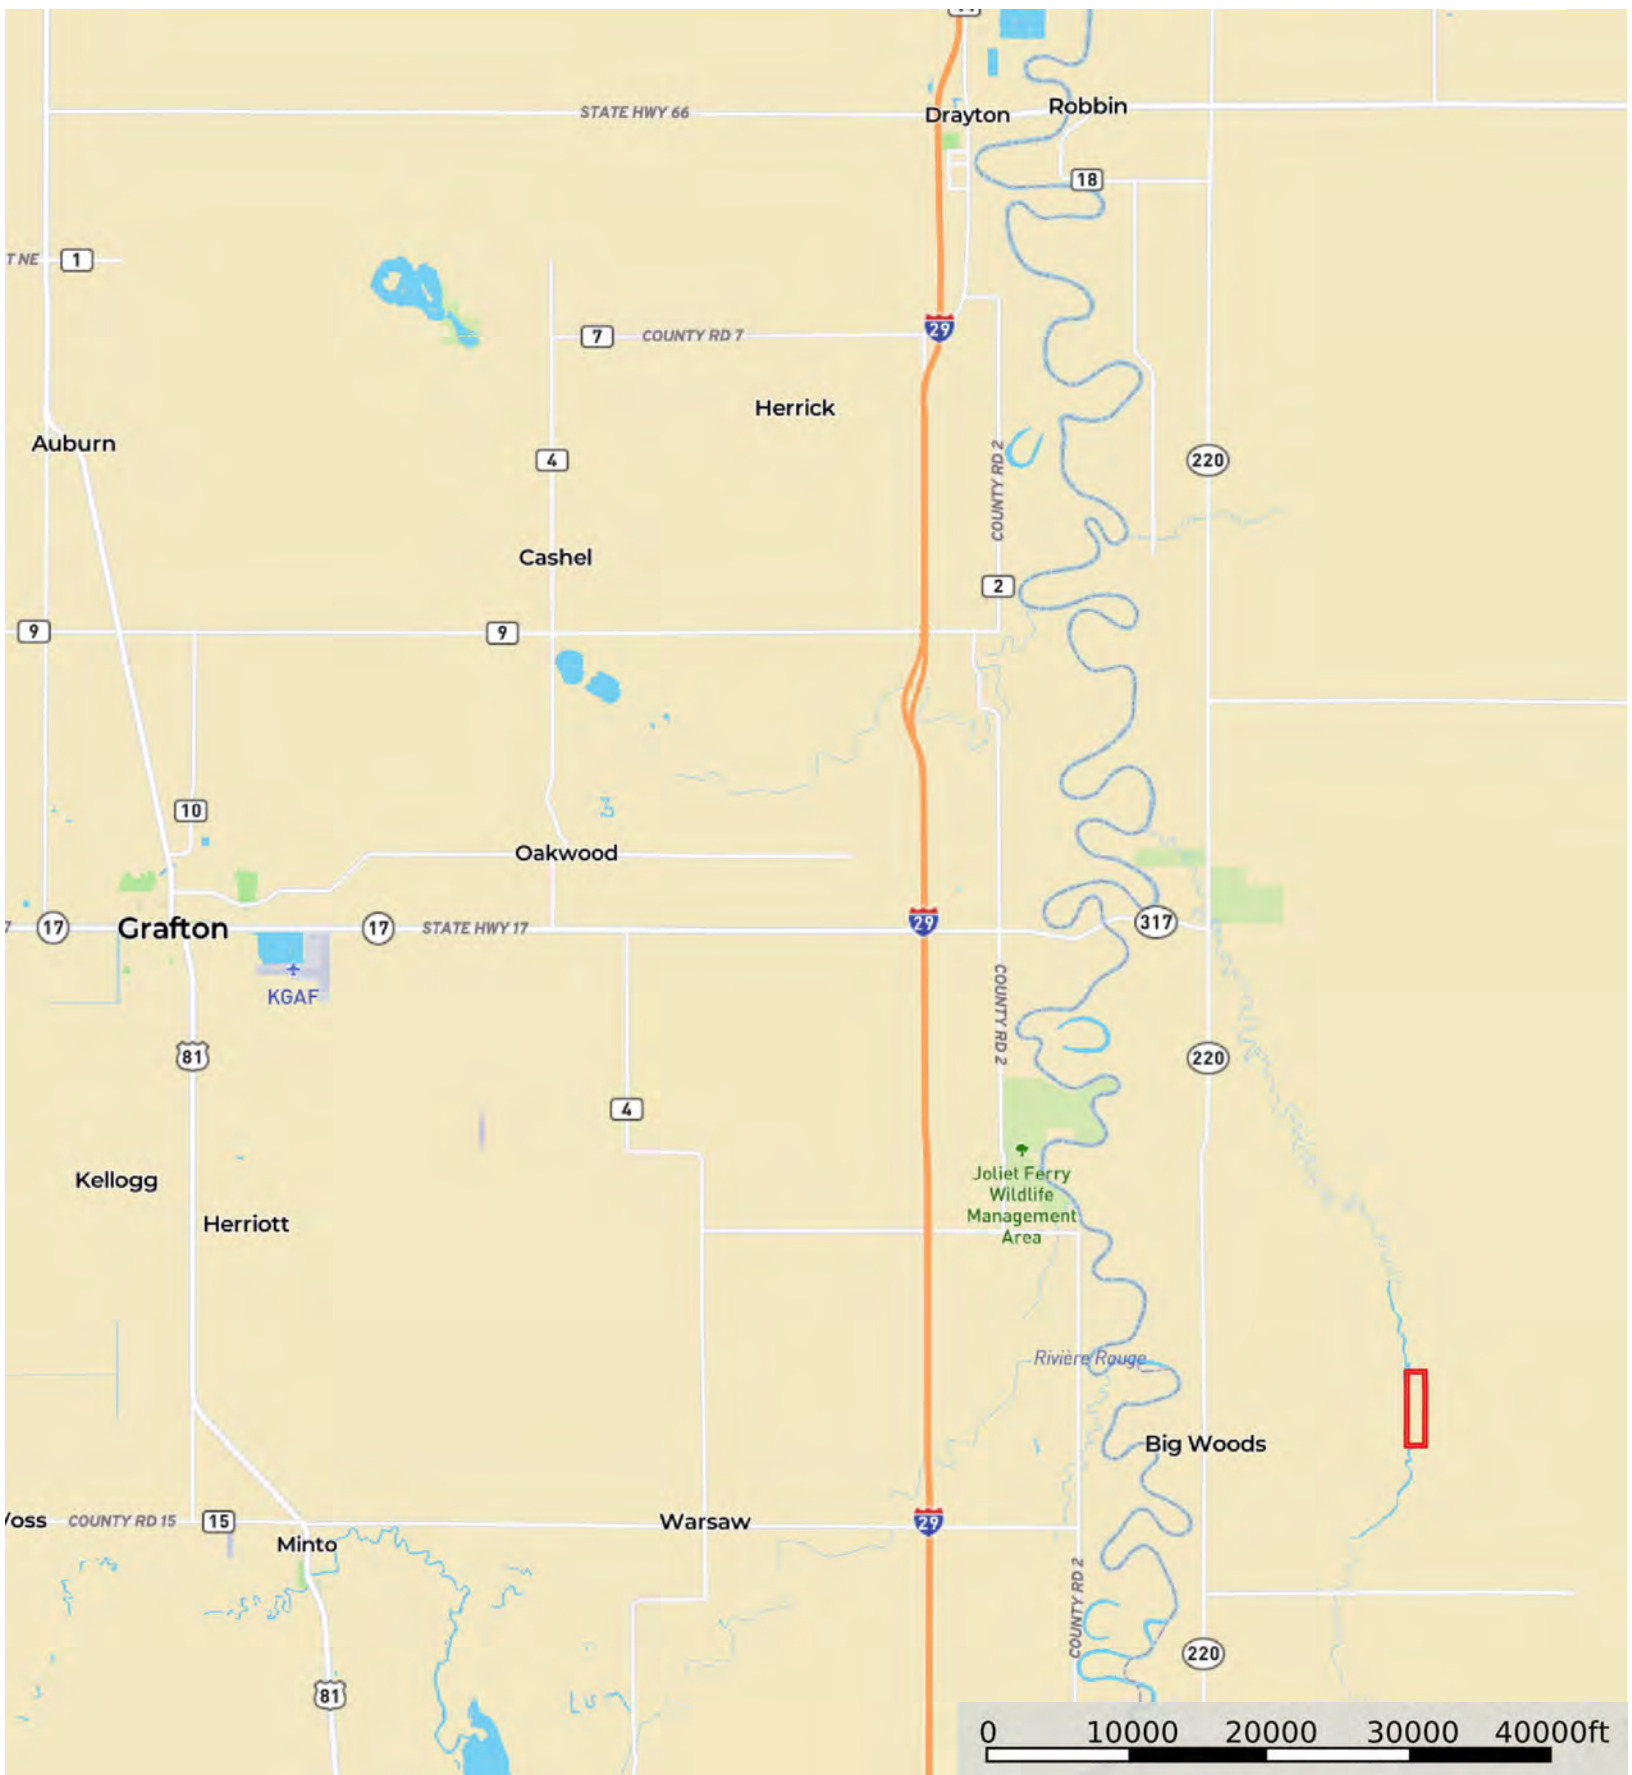 STATE HWY 66
Drayton
Robbin
18
T NE
1
29
7
COUNTY RD 7
Herrick
Auburn
4
COUNTY RD 2
220
Cashel
2
9
9
10
Oakwood
17
Grafton
17
STATE HWY 17
29
317
KGAF
COUNTY RD 2
81
220
4
Kellogg
Joliet Ferry
Wildlife
Management
Area
Herriott
Rivière Rouge
Big Woods
COUNTY RD 15
15
Minto
Warsaw
29
COUNTY RD 2
220
81
0 10000 20000 30000 40000ft